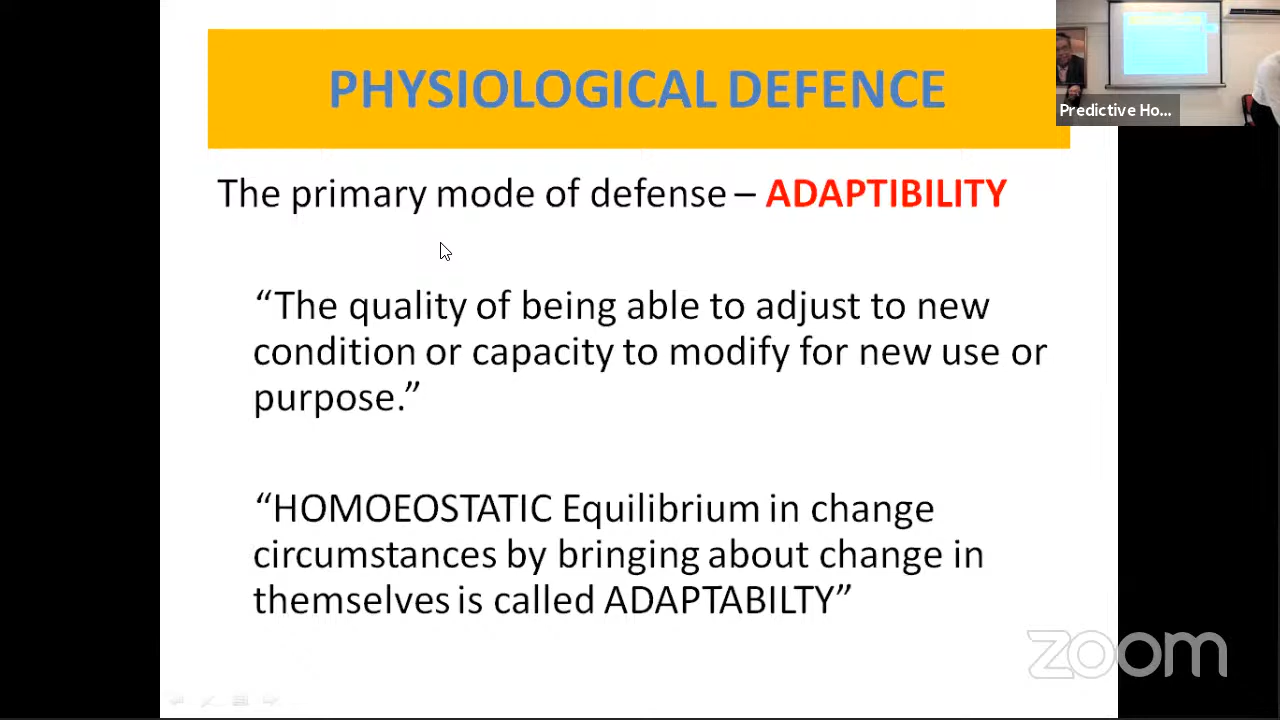 PHYSIOLOGICAL DEFENCE
Predictive Ho...
The primary mode of defense – ADAPTIBILITY
“The quality of being able to adjust to new
condition or capacity to modify for new use or
purpose.”
“HOMOEOSTATIC Equilibrium in change
circumstances by bringing about change in
themselves is called ADAPTABILTY”
zoom